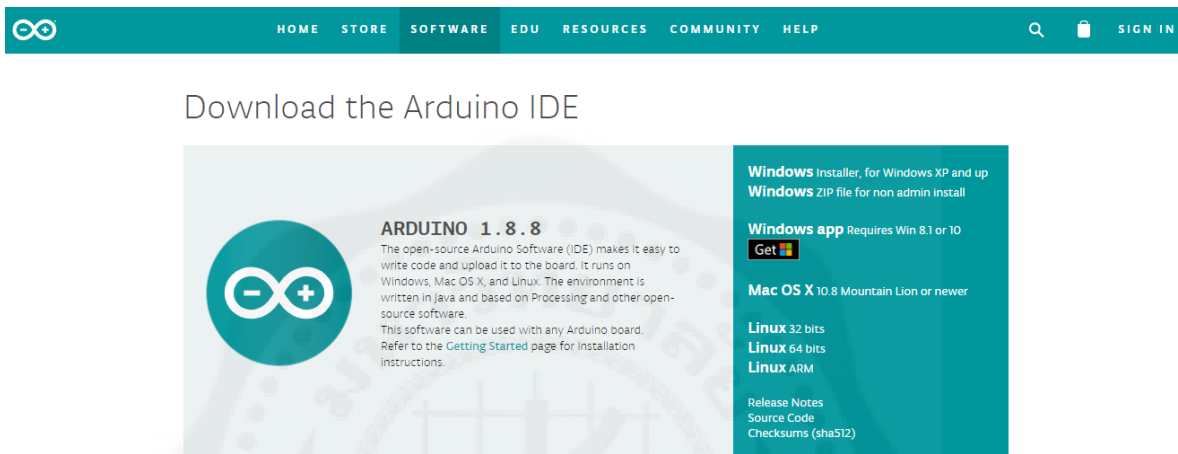 HOME STORE SOFTWARE EDU RESOURCES COMMUNITY HELP SIGN IN
Download the Arduino IDE
ARDUINO 1.8.8
The open-source Arduino Software (IDE) makes it easy to
write code and upload it to the board. It runs on
Windows, Mac OS X, and Linux. The environment is
written in Java and based on Processing and other open-
source software.
This software can be used with any Arduino board.
Refer to the Getting Started page for Installation
instructions.
Windows Installer, for Windows XP and up
Windows ZIP file for non admin install
Windows app Requires Win 8.1 or 10
Get
Mac OS X 10.8 Mountain Lion or newer
Linux 32 bits
Linux 64 bits
Linux ARM
Release Notes
Source Code
Checksums (sha512)